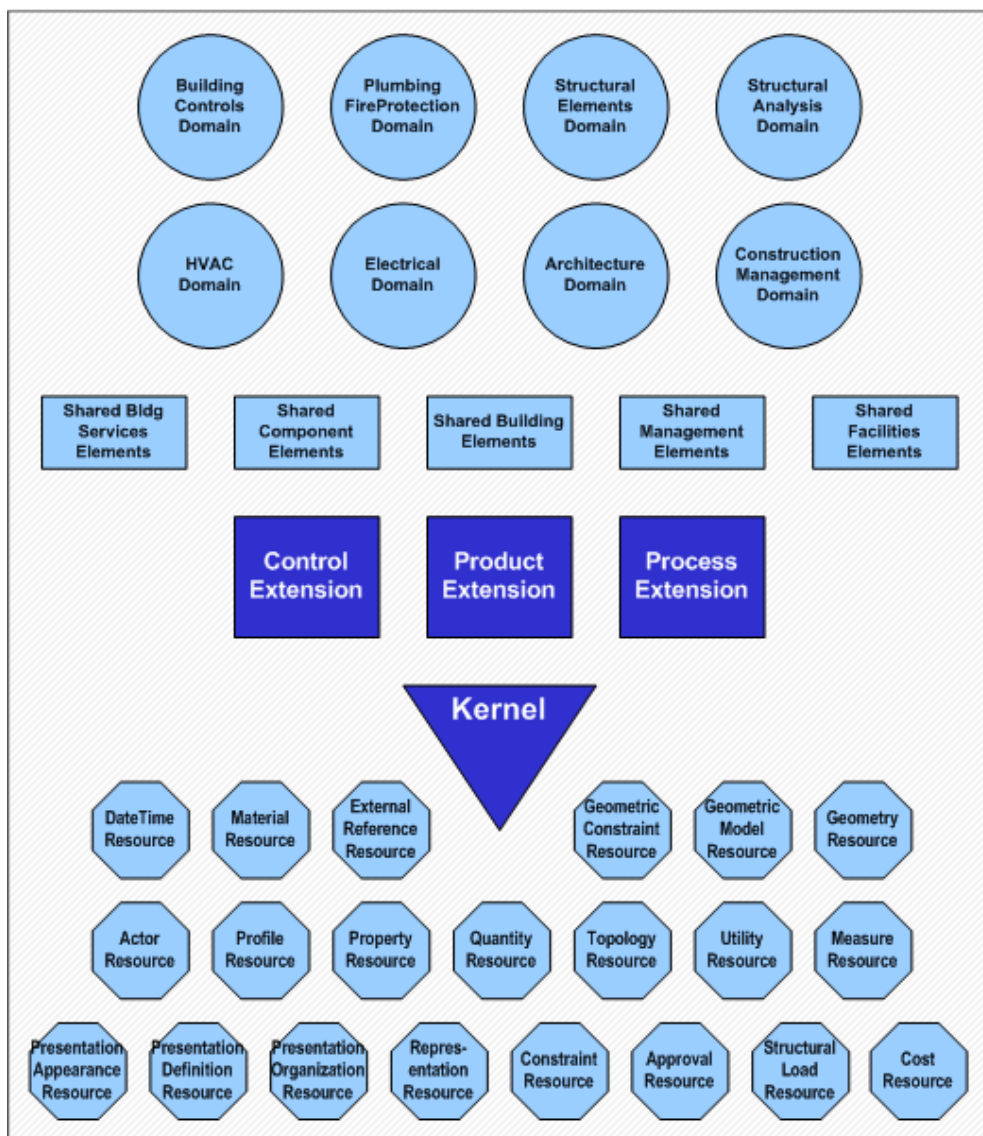 Building
Controls
Domain
Plumbing
FireProtection
Domain
Structural
Elements
Domain
Structural
Analysis
Domain
HVAC
Domain
Electrical
Domain
Architecture
Domain
Construction
Management
Domain
Shared Bldg
Services
Elements
Shared
Component
Elements
Shared Building
Elements
Shared
Management
Elements
Shared
Facilities
Elements
Control
Extension
Product
Extension
Process
Extension
Kernel
DateTime
Resource
Material
Resource
External
Reference
Resource
Geometric
Constraint
Resource
Geometric
Model
Resource
Geometry
Resource
Actor
Resource
Profile
Resource
Property
Resource
Quantity
Resource
Topology
Resource
Utility
Resource
Measure
Resource
Presentation
Appearance
Resource
Presentation
Definition
Resource
Presentation
Organization
Resource
Repres-
entation
Resource
Constraint
Resource
Approval
Resource
Structural
Load
Resource
Cost
Resource